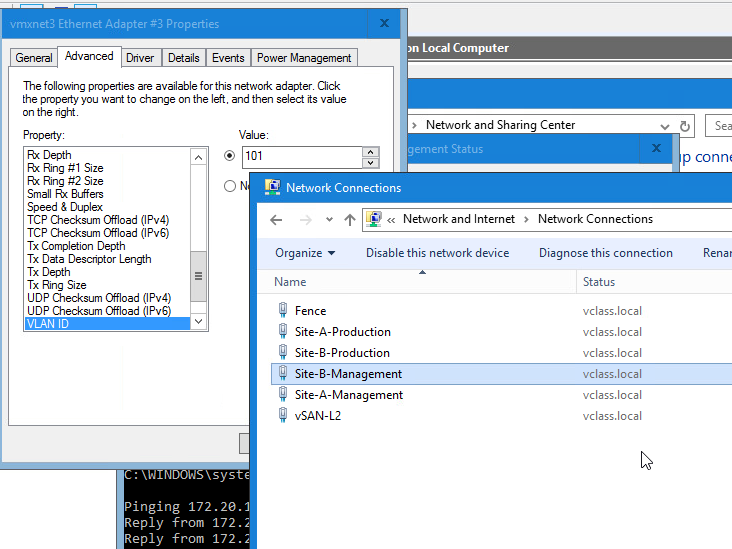 vmxnet3 Ethernet Adapter #3 Properties
General Advanced Driver Details Events Power Management
The following properties are available for this network adapter. Click
the property you want to change on the left, and then select its value
on the right.
Property:
Value:
Rx Depth
Rx Ring #1 Size
Rx Ring #2 Size
Small Rx Buffers
Speed & Duplex
TCP Checksum Offload (IPv4)
TCP Checksum Offload (IPv6)
Tx Completion Depth
Tx Data Descriptor Length
Tx Depth
Tx Ring Size
UDP Checksum Offload (IPv4)
UDP Checksum Offload (IPv6)
VLAN ID
101
on Local Computer
Network and Sharing Center
Sea
gement Status
up conne
Network Connections
« Network and Internet > Network Connections
Organize Disable this network device Diagnose this connection Renar
Name Status
Fence vclass.local
Site-A-Production vclass.local
Site-B-Production vclass.local
Site-B-Management vclass.local
Site-A-Management vclass.local
vSAN-L2 vclass.local
C:\WINDOWS\syste
Pinging 172.20.1
Reply from 172.2
Reply from 172.2